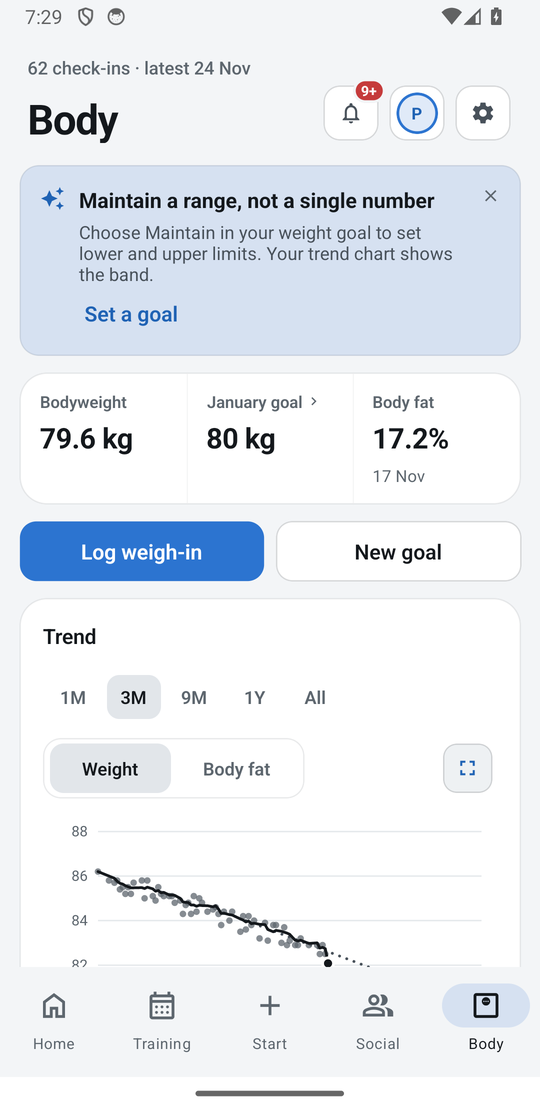 7:29
62 check-ins · latest 24 Nov
Body
9+
P
Maintain a range, not a single number
Choose Maintain in your weight goal to set
lower and upper limits. Your trend chart shows
the band.
Set a goal
Bodyweight
January goal
Body fat
79.6 kg
80 kg
17.2%
17 Nov
Log weigh-in
New goal
Trend
1M
3M
9M
1Y
All
Weight
Body fat
88
86
84
82
Home
Training
Start
Social
Body